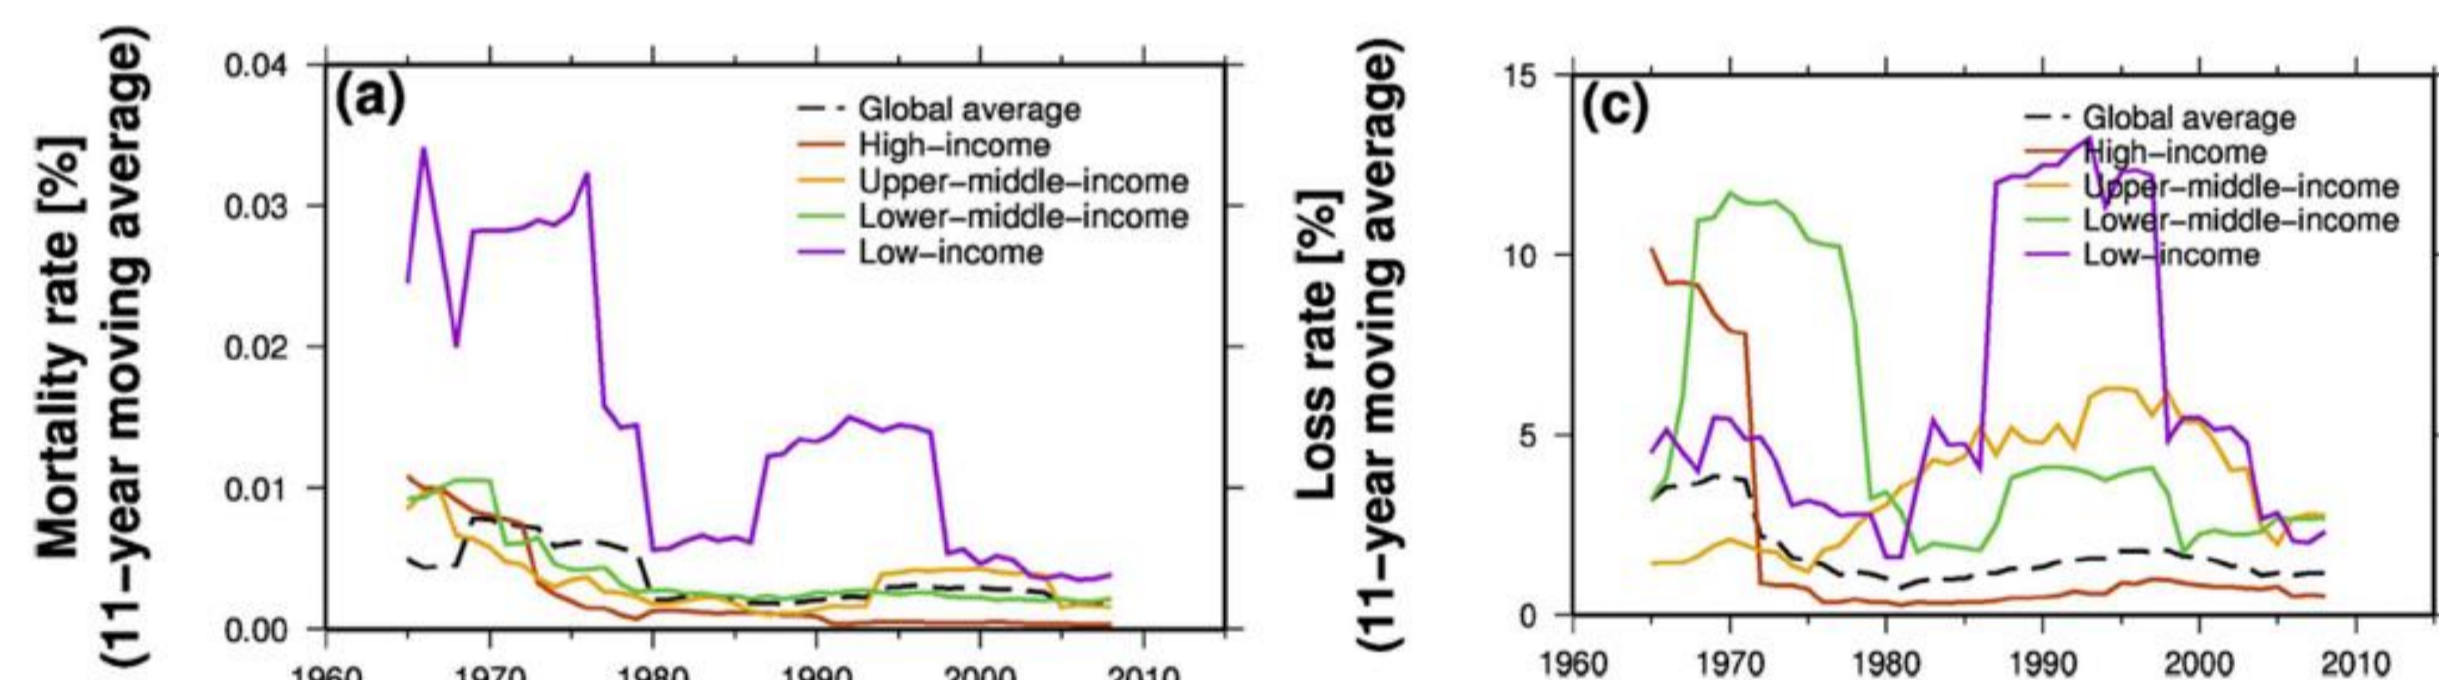 Mortality rate [%]
(11–year moving average)
0.04
0.03
0.02
0.01
0.00
(a)
Global average
High–income
Upper–middle–income
Lower–middle–income
Low–income
1960 1970 1980 1990 2000 2010
Loss rate [%]
(11–year moving average)
15
10
5
0
(c)
Global average
High–income
Upper–middle–income
Lower–middle–income
Low–income
1960 1970 1980 1990 2000 2010